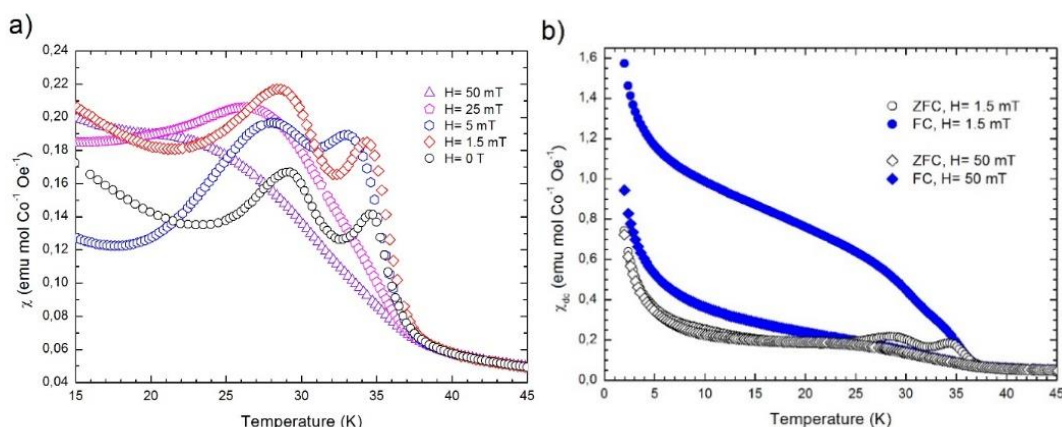 a)
χ (emu mol Co⁻¹ Oe⁻¹)
0,24
0,22
0,20
0,18
0,16
0,14
0,12
0,10
0,08
0,06
0,04
H= 50 mT
H= 25 mT
H= 5 mT
H= 1.5 mT
H= 0 T
15 20 25 30 35 40 45
Temperature (K)
b)
χdc (emu mol Co⁻¹ Oe⁻¹)
1,6
1,4
1,2
1,0
0,8
0,6
0,4
0,2
0,0
ZFC, H= 1.5 mT
FC, H= 1.5 mT
ZFC, H= 50 mT
FC, H= 50 mT
0 5 10 15 20 25 30 35 40 45
Temperature (K)